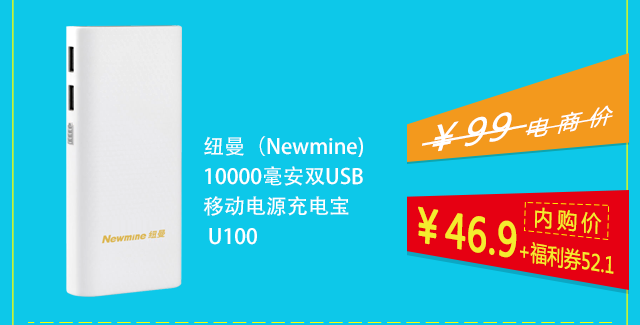 Newmine 纽曼
纽曼（Newmine)
10000毫安双USB
移动电源充电宝
U100
￥99 电商价
￥46.9
内购价
+福利券52.1